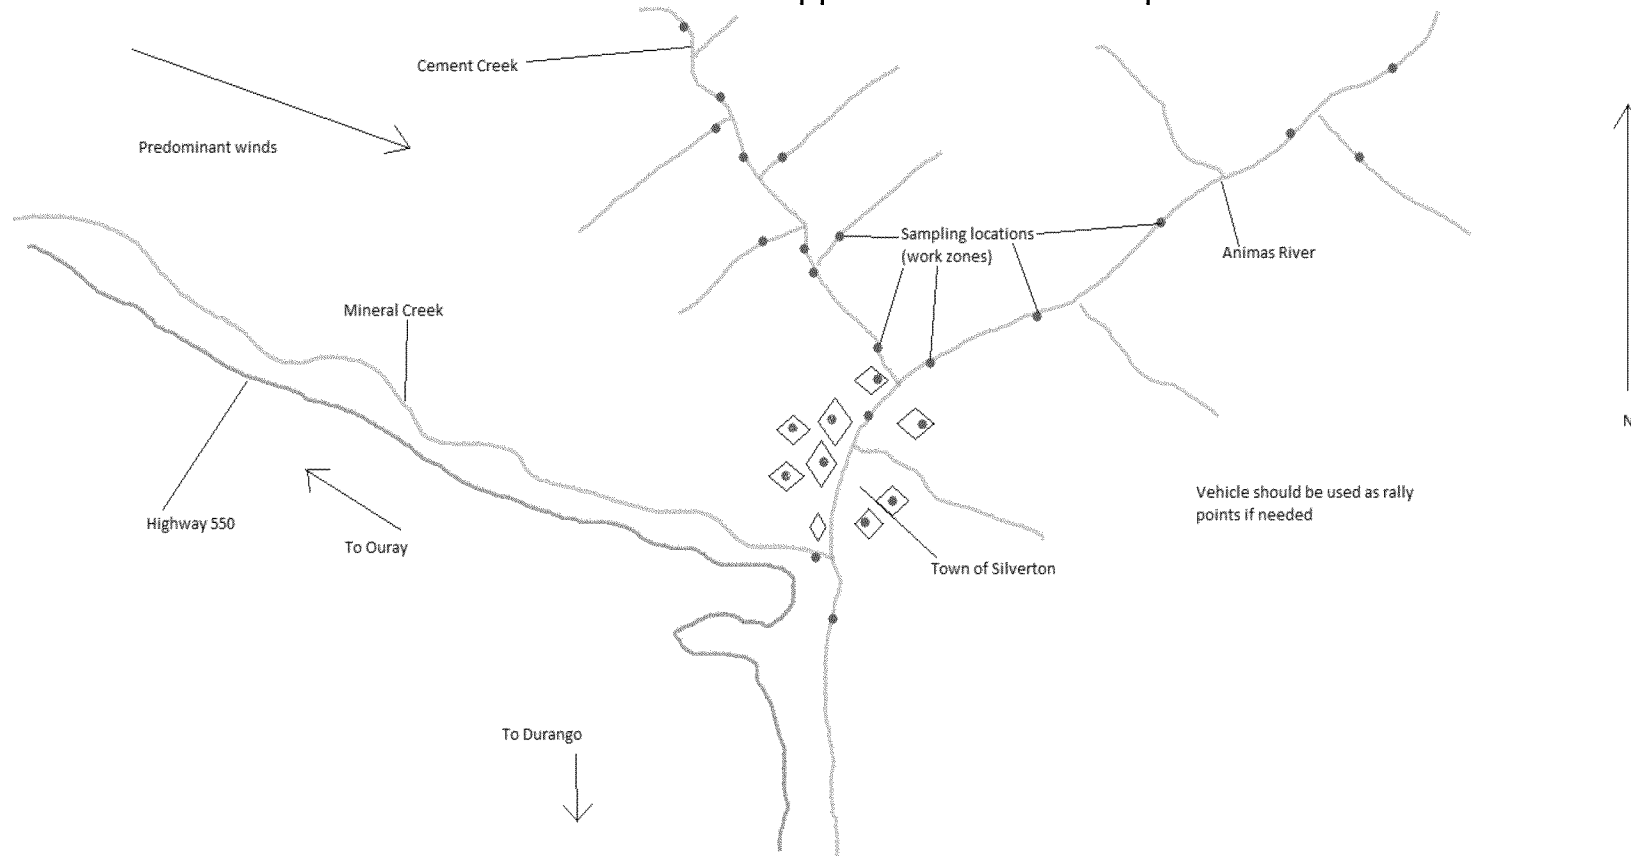 Cement Creek
Predominant winds
Sampling locations
(work zones)
Animas River
Mineral Creek
N
Highway 550
To Ouray
Vehicle should be used as rally
points if needed
Town of Silverton
To Durango